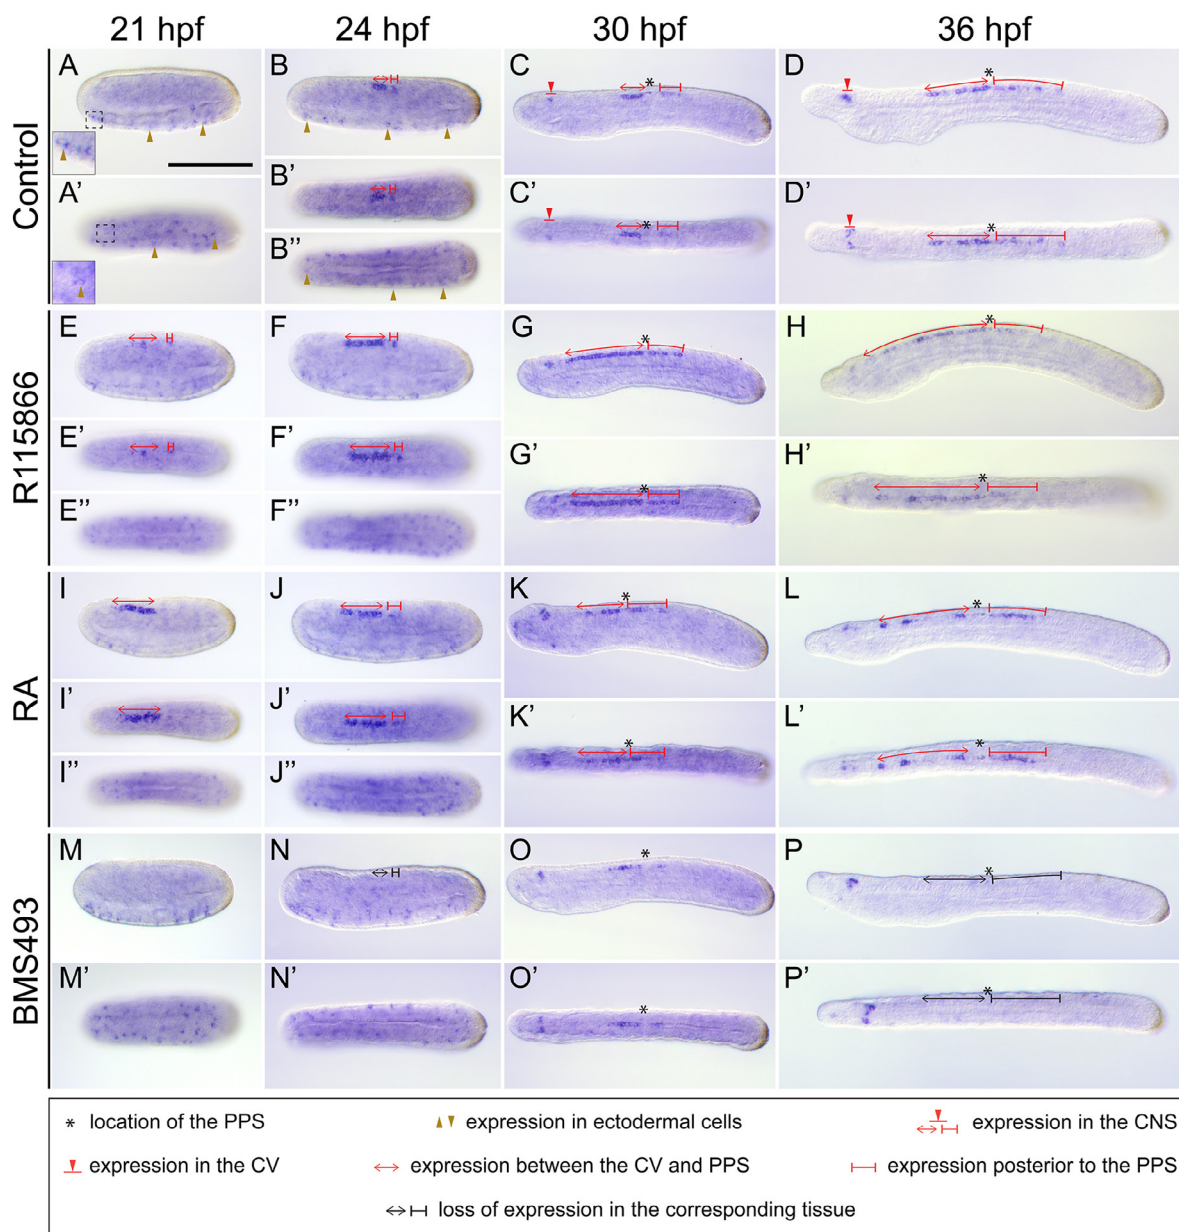 21 hpf 24 hpf 30 hpf 36 hpf
Control
A B C D
B'
A' C' D'
B''
R115866
E F G H
E' F' G' H'
E'' F''
RA
I J K L
I' J' K' L'
I'' J''
BMS493
M N O P
M' N' O' P'
* location of the PPS expression in ectodermal cells expression in the CNS
expression in the CV expression between the CV and PPS expression posterior to the PPS
loss of expression in the corresponding tissue